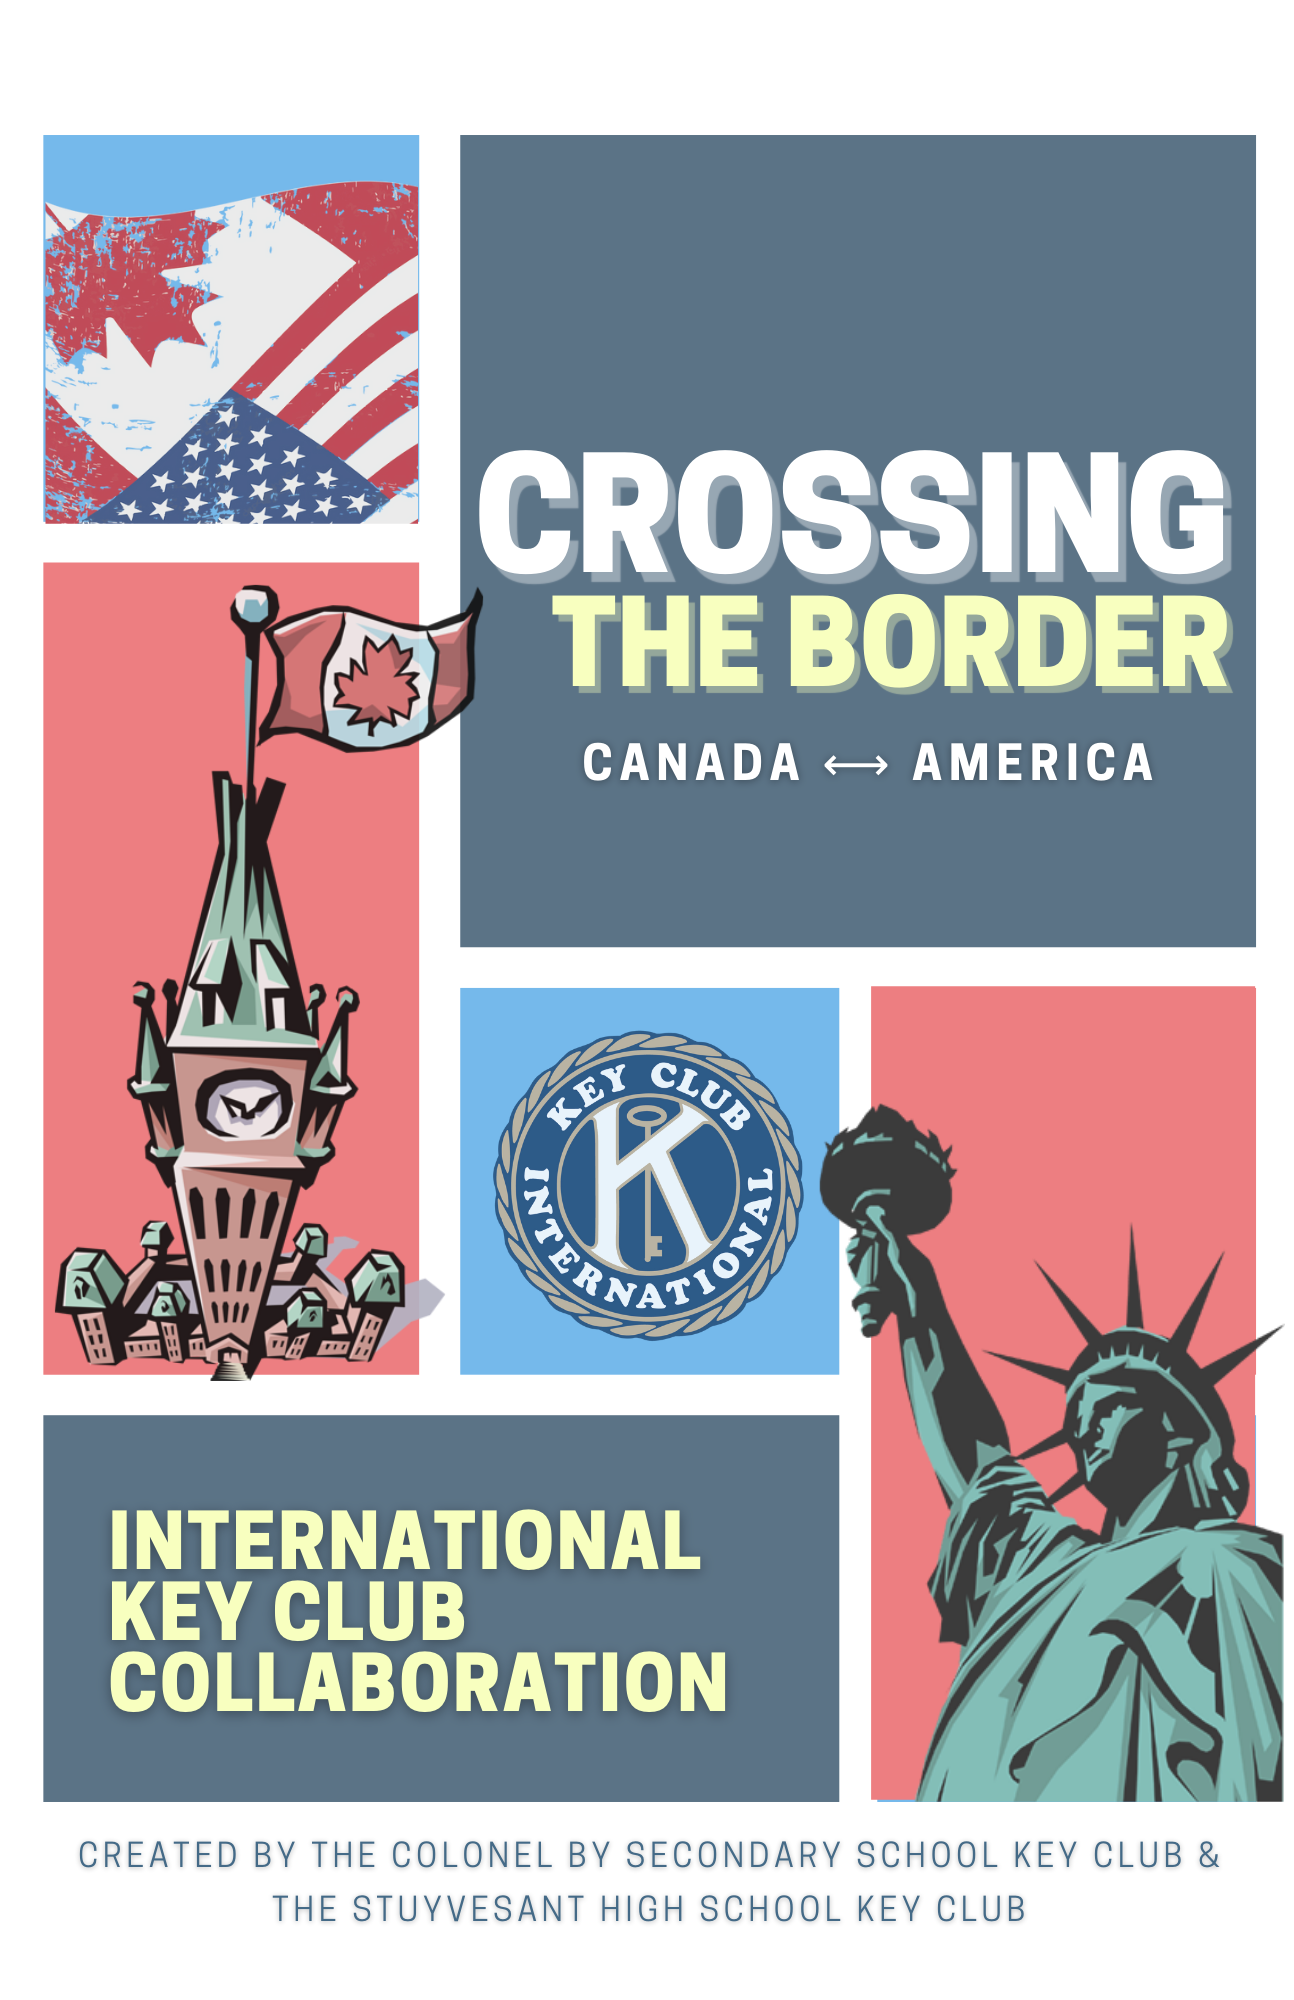 CROSSING
THE BORDER
CANADA ⟷ AMERICA
KEY CLUB
INTERNATIONAL
K
INTERNATIONAL
KEY CLUB
COLLABORATION
CREATED BY THE COLONEL BY SECONDARY SCHOOL KEY CLUB &
THE STUYVESANT HIGH SCHOOL KEY CLUB